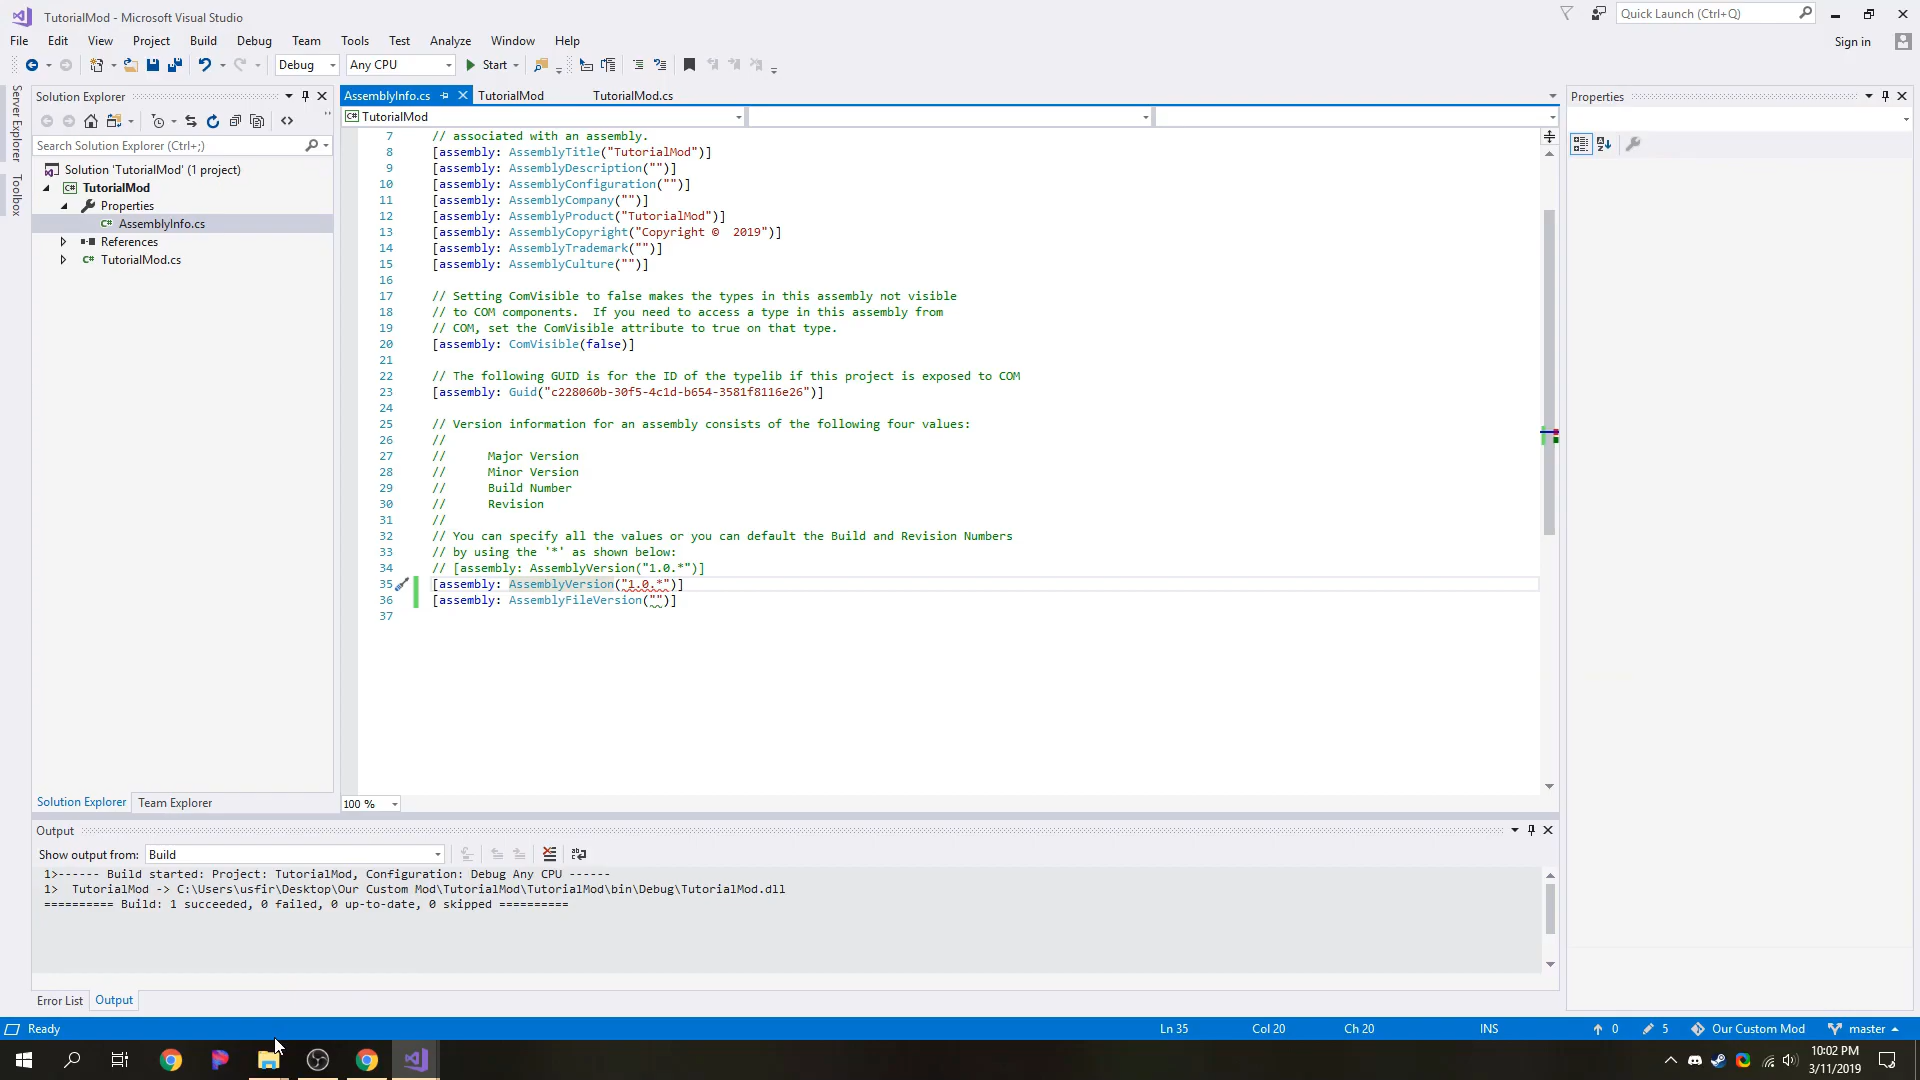 TutorialMod - Microsoft Visual Studio
Quick Launch (Ctrl+Q)
File Edit View Project Build Debug Team Tools Test Analyze Window Help
Sign in
Debug Any CPU Start
Server Explorer
Toolbox
Solution Explorer
Search Solution Explorer (Ctrl+;)
Solution 'TutorialMod' (1 project)
TutorialMod
Properties
AssemblyInfo.cs
References
TutorialMod.cs
Solution Explorer Team Explorer
AssemblyInfo.cs TutorialMod TutorialMod.cs
TutorialMod
7 // associated with an assembly.
8 [assembly: AssemblyTitle("TutorialMod")]
9 [assembly: AssemblyDescription("")]
10 [assembly: AssemblyConfiguration("")]
11 [assembly: AssemblyCompany("")]
12 [assembly: AssemblyProduct("TutorialMod")]
13 [assembly: AssemblyCopyright("Copyright ©  2019")]
14 [assembly: AssemblyTrademark("")]
15 [assembly: AssemblyCulture("")]
16
17 // Setting ComVisible to false makes the types in this assembly not visible
18 // to COM components.  If you need to access a type in this assembly from
19 // COM, set the ComVisible attribute to true on that type.
20 [assembly: ComVisible(false)]
21
22 // The following GUID is for the ID of the typelib if this project is exposed to COM
23 [assembly: Guid("c228060b-30f5-4c1d-b654-3581f8116e26")]
24
25 // Version information for an assembly consists of the following four values:
26 //
27 //      Major Version
28 //      Minor Version
29 //      Build Number
30 //      Revision
31 //
32 // You can specify all the values or you can default the Build and Revision Numbers
33 // by using the '*' as shown below:
34 // [assembly: AssemblyVersion("1.0.*")]
35 [assembly: AssemblyVersion("1.0.*")]
36 [assembly: AssemblyFileVersion("")]
37
100 %
Properties
Output
Show output from: Build
1>------ Build started: Project: TutorialMod, Configuration: Debug Any CPU ------
1>  TutorialMod -> C:\Users\usfir\Desktop\Our Custom Mod\TutorialMod\TutorialMod\bin\Debug\TutorialMod.dll
========== Build: 1 succeeded, 0 failed, 0 up-to-date, 0 skipped ==========
Error List Output
Ready Ln 35 Col 20 Ch 20 INS 0 5 Our Custom Mod master
10:02 PM
3/11/2019